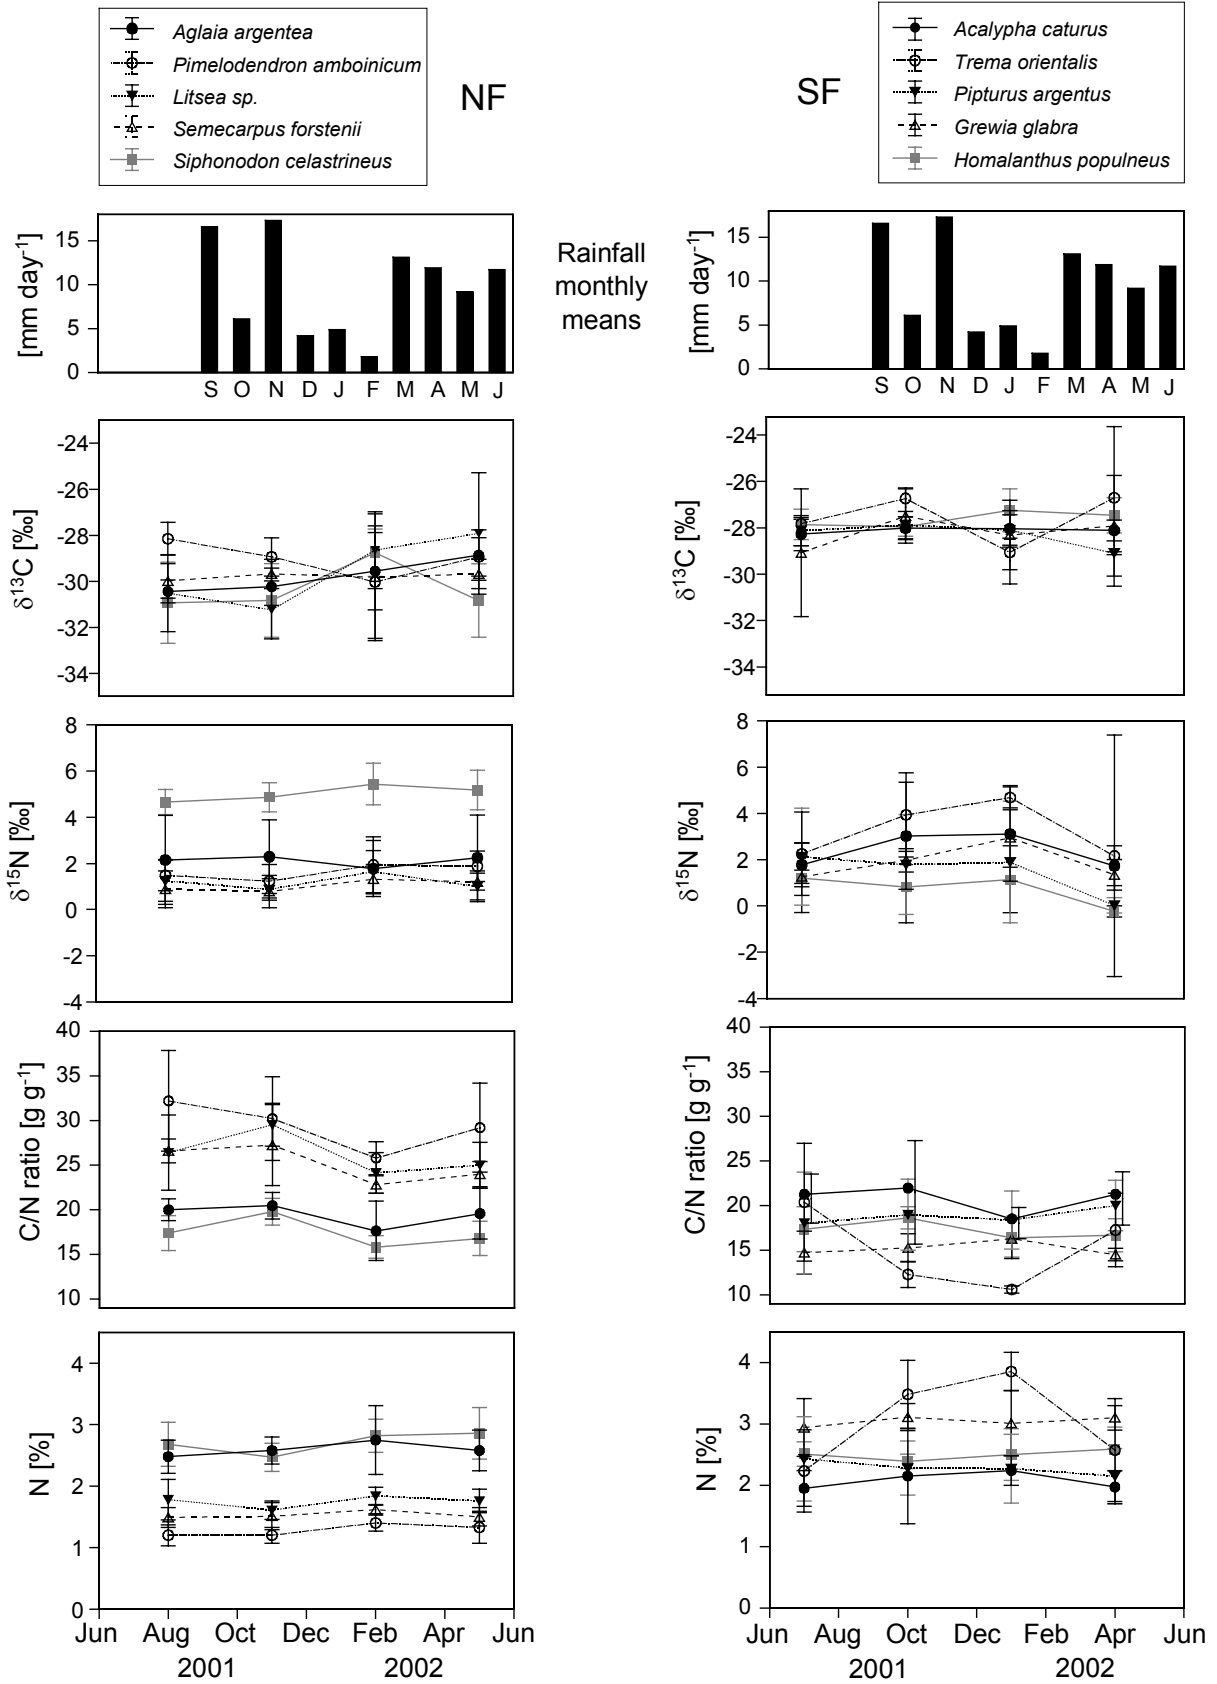 Aglaia argentea
Pimelodendron amboinicum
Litsea sp.
Semecarpus forstenii
Siphonodon celastrineus
NF
SF
Acalypha caturus
Trema orientalis
Pipturus argentus
Grewia glabra
Homalanthus populneus
[mm day⁻¹]
15
10
5
0
S O N D J F M A M J
Rainfall
monthly
means
[mm day⁻¹]
15
10
5
0
S O N D J F M A M J
δ¹³C [‰]
-24
-26
-28
-30
-32
-34
δ¹³C [‰]
-24
-26
-28
-30
-32
-34
δ¹⁵N [‰]
8
6
4
2
0
-2
-4
δ¹⁵N [‰]
8
6
4
2
0
-2
-4
C/N ratio [g g⁻¹]
40
35
30
25
20
15
10
C/N ratio [g g⁻¹]
40
35
30
25
20
15
10
N [%]
4
3
2
1
0
Jun Aug Oct Dec Feb Apr Jun
2001 2002
N [%]
4
3
2
1
0
Jun Aug Oct Dec Feb Apr Jun
2001 2002